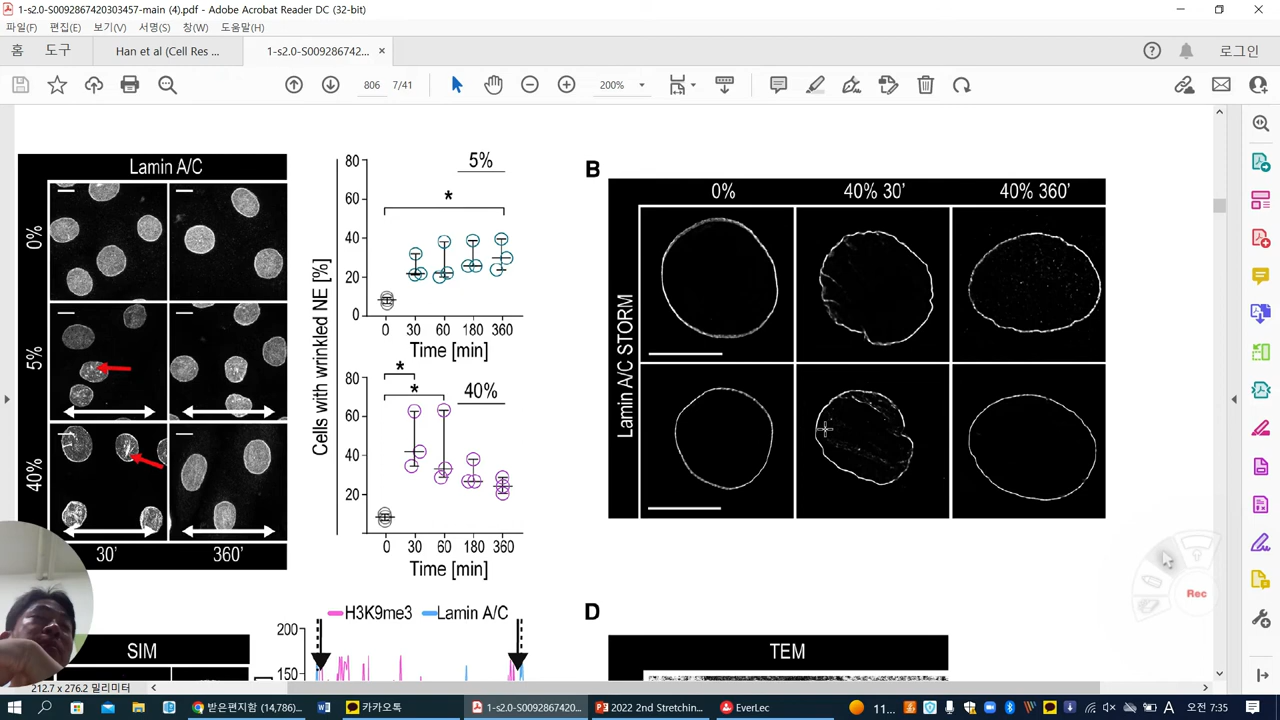 1-s2.0-S0092867420303457-main (4).pdf - Adobe Acrobat Reader DC (32-bit)
파일(F) 편집(E) 보기(V) 서명(S) 창(W) 도움말(H)
홈 도구 Han et al (Cell Res ... 1-s2.0-S009286742... × 로그인
806 7/41 200%
Lamin A/C
0%
5%
40%
30' 360'
Cells with wrinkled NE [%]
5%
*
80
60
40
20
0
0 30 60 180 360
Time [min]
40%
*
*
80
60
40
20
0 30 60 180 360
Time [min]
B
0% 40% 30' 40% 360'
Lamin A/C STORM
Rec
H3K9me3 Lamin A/C
200
150
SIM
D
TEM
212.7 x 276.2 밀리미터
받은편지함 (14,786)...
카카오톡
1-s2.0-S009286742...
2022 2nd Stretching...
EverLec
11...
A 오전 7:35